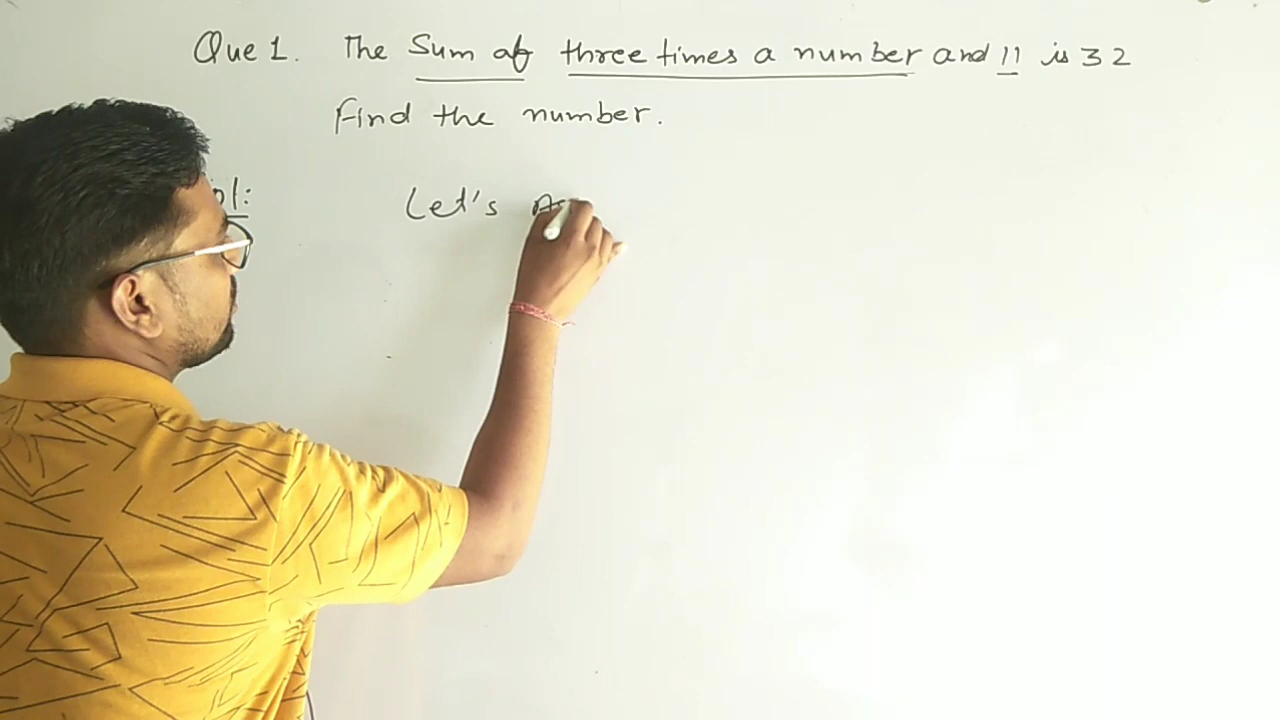 Que 1. The Sum of three times a number and 11 is 32
Find the number.
Let's